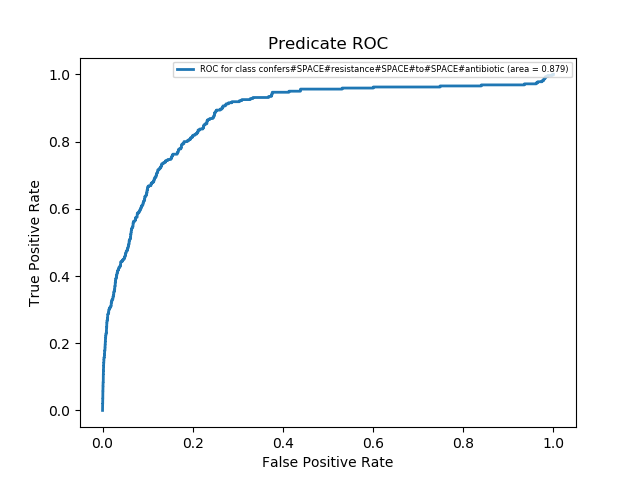 Predicate ROC
ROC for class confers#SPACE#resistance#SPACE#to#SPACE#antibiotic (area = 0.879)
1.0
0.8
0.6
0.4
0.2
0.0
True Positive Rate
0.0 0.2 0.4 0.6 0.8 1.0
False Positive Rate